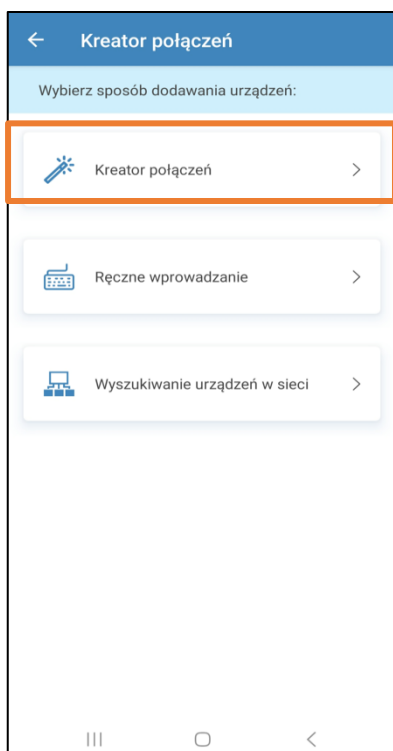 Kreator połączeń
Wybierz sposób dodawania urządzeń:
Kreator połączeń
Ręczne wprowadzanie
Wyszukiwanie urządzeń w sieci